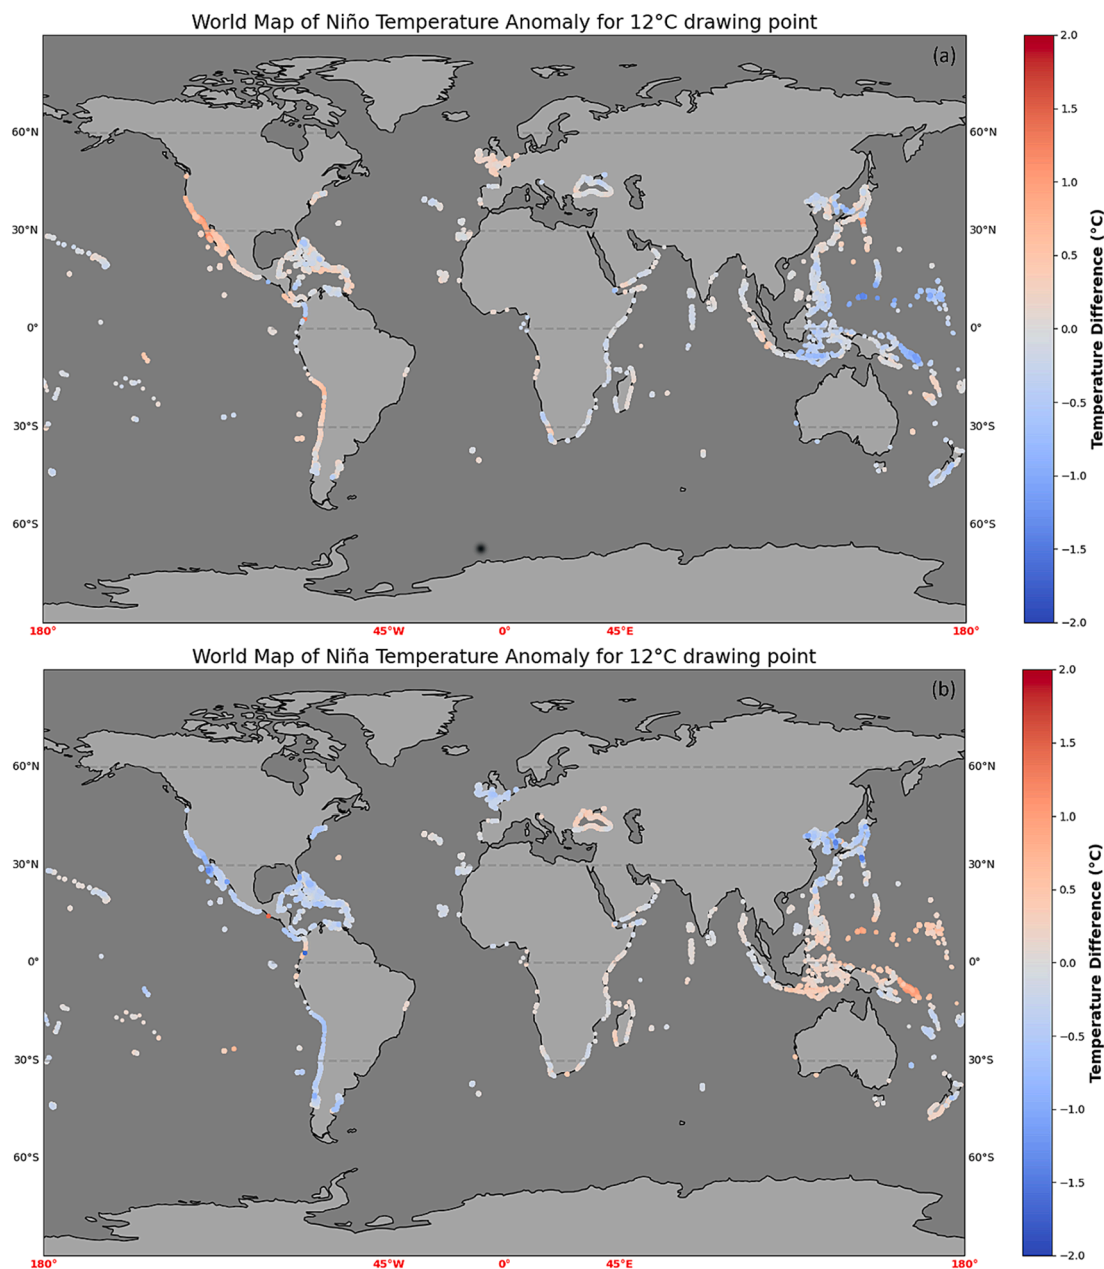 World Map of Niño Temperature Anomaly for 12°C drawing point
(a)
60°N 60°N
30°N 30°N
0° 0°
30°S 30°S
60°S 60°S
180° 45°W 0° 45°E 180°
2.0
1.5
1.0
0.5
0.0
−0.5
−1.0
−1.5
−2.0
Temperature Difference (°C)
World Map of Niña Temperature Anomaly for 12°C drawing point
(b)
60°N 60°N
30°N 30°N
0° 0°
30°S 30°S
60°S 60°S
180° 45°W 0° 45°E 180°
2.0
1.5
1.0
0.5
0.0
−0.5
−1.0
−1.5
−2.0
Temperature Difference (°C)